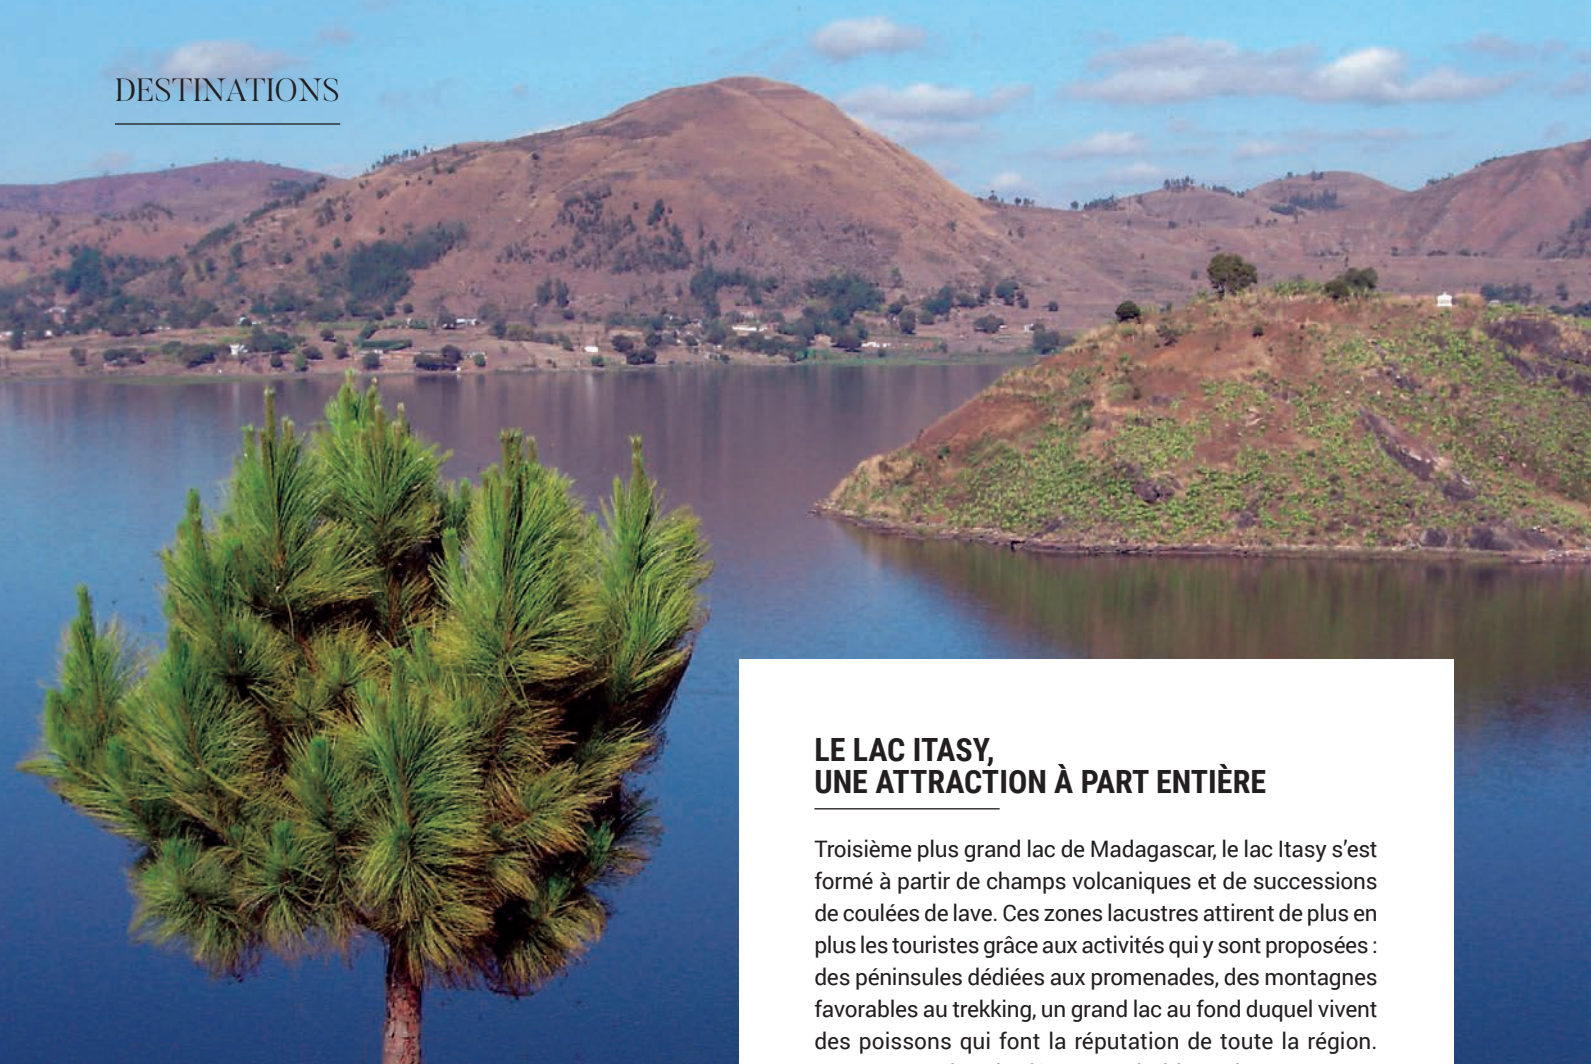 DESTINATIONS
LE LAC ITASY,
UNE ATTRACTION À PART ENTIÈRE
Troisième plus grand lac de Madagascar, le lac Itasy s’est
formé à partir de champs volcaniques et de successions
de coulées de lave. Ces zones lacustres attirent de plus en
plus les touristes grâce aux activités qui y sont proposées :
des péninsules dédiées aux promenades, des montagnes
favorables au trekking, un grand lac au fond duquel vivent
des poissons qui font la réputation de toute la région.